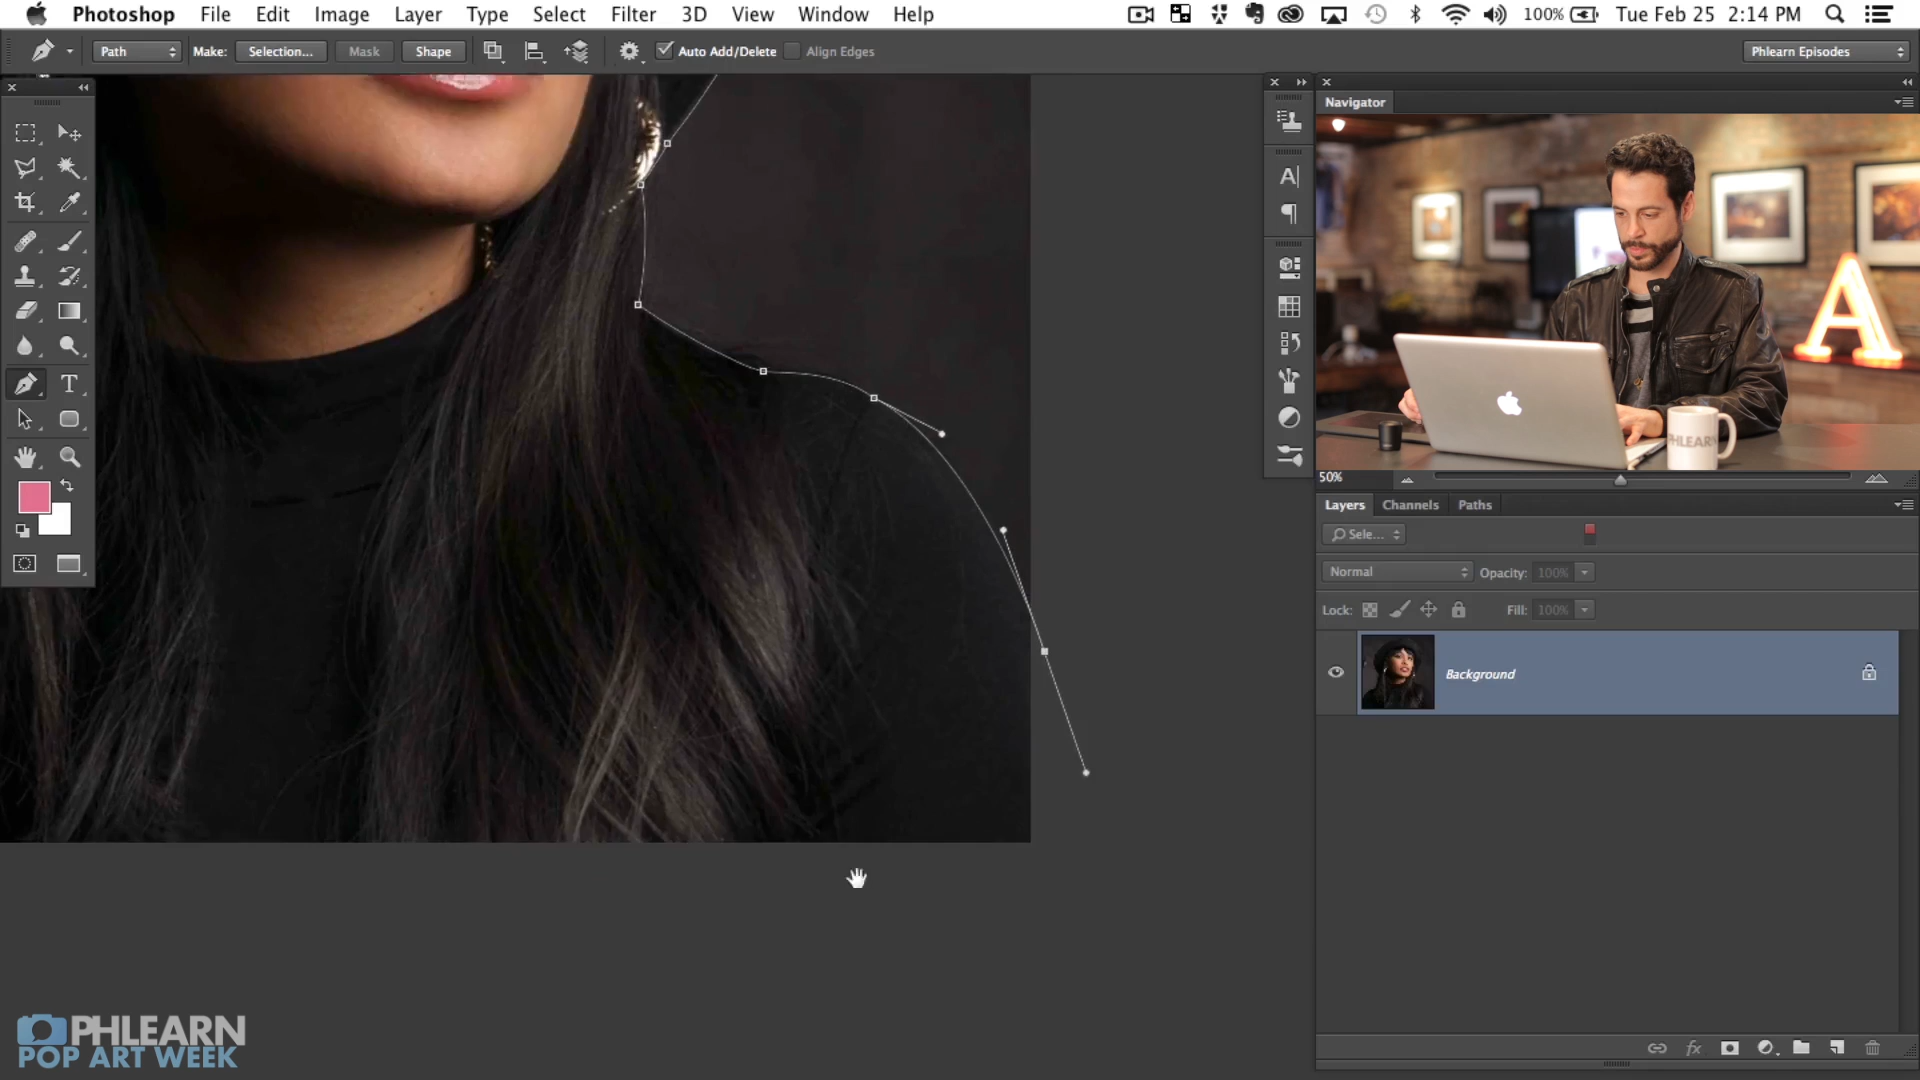 Photoshop File Edit Image Layer Type Select Filter 3D View Window Help 100% Tue Feb 25 2:14 PM
Path Make: Selection... Mask Shape Auto Add/Delete Align Edges Phlearn Episodes
Navigator
A
PHLEARN
50%
Layers Channels Paths
Sele...
Normal Opacity: 100%
Lock: Fill: 100%
Background
fx
PHLEARN
POP ART WEEK